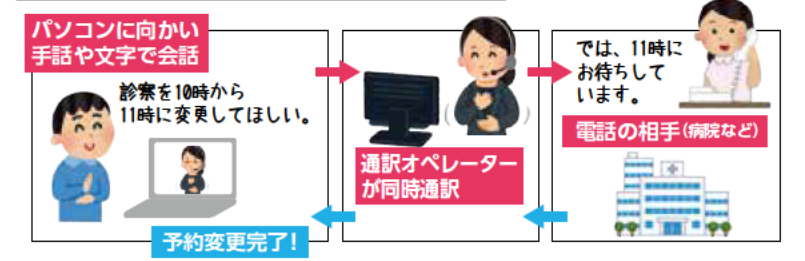 パソコンに向かい
手話や文字で会話
診察を10時から
11時に変更してほしい。
予約変更完了!
通訳オペレーター
が同時通訳
では、11時に
お待ちして
います。
電話の相手(病院など)